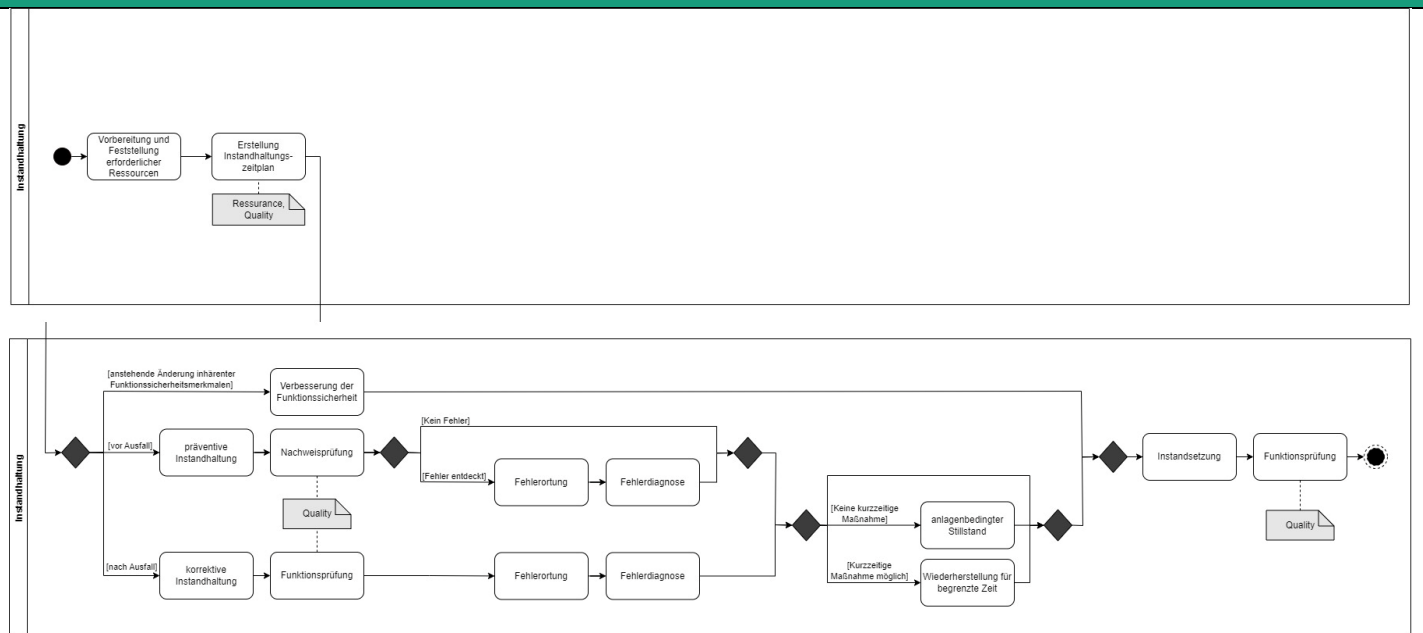 Instandhaltung
Vorbereitung und
Feststellung
erforderlicher
Ressourcen
Erstellung
Instandhaltungs-
zeitplan
Ressurance,
Quality
Instandhaltung
[anstehende Änderung inhärenter
Funktionssicherheitsmerkmalen]
Verbesserung der
Funktionssicherheit
[vor Ausfall]
präventive
Instandhaltung
Nachweisprüfung
[Kein Fehler]
[Fehler entdeckt]
Fehlerortung
Fehlerdiagnose
Quality
[nach Ausfall]
korrektive
Instandhaltung
Funktionsprüfung
Fehlerortung
Fehlerdiagnose
[Keine kurzzeitige
Maßnahme]
anlagenbedingter
Stillstand
[Kurzzeitige
Maßnahme möglich]
Wiederherstellung für
begrenzte Zeit
Instandsetzung
Funktionsprüfung
Quality